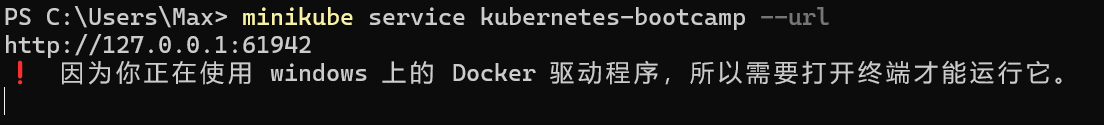 PS C:\Users\Max> minikube service kubernetes-bootcamp --url
http://127.0.0.1:61942
❗ 因为你正在使用 windows 上的 Docker 驱动程序，所以需要打开终端才能运行它。